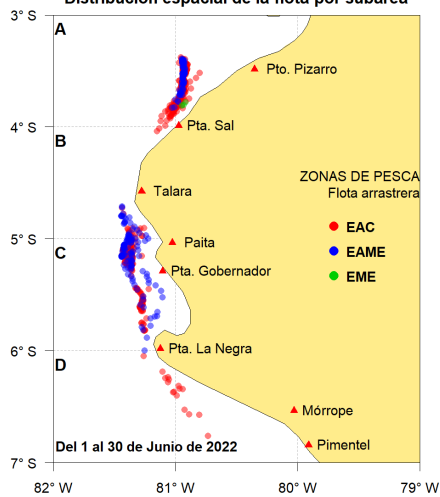 Distribución espacial de la flota por subárea
3° S
A
Pto. Pizarro
Pta. Sal
4° S
B
ZONAS DE PESCA
Flota arrastrera
Talara
EAC
5° S
Paita
C
EAME
Pta. Gobernador
EME
6° S
Pta. La Negra
D
Mórrope
Del 1 al 30 de Junio de 2022
Pimentel
7° S
82° W 81° W 80° W 79° W